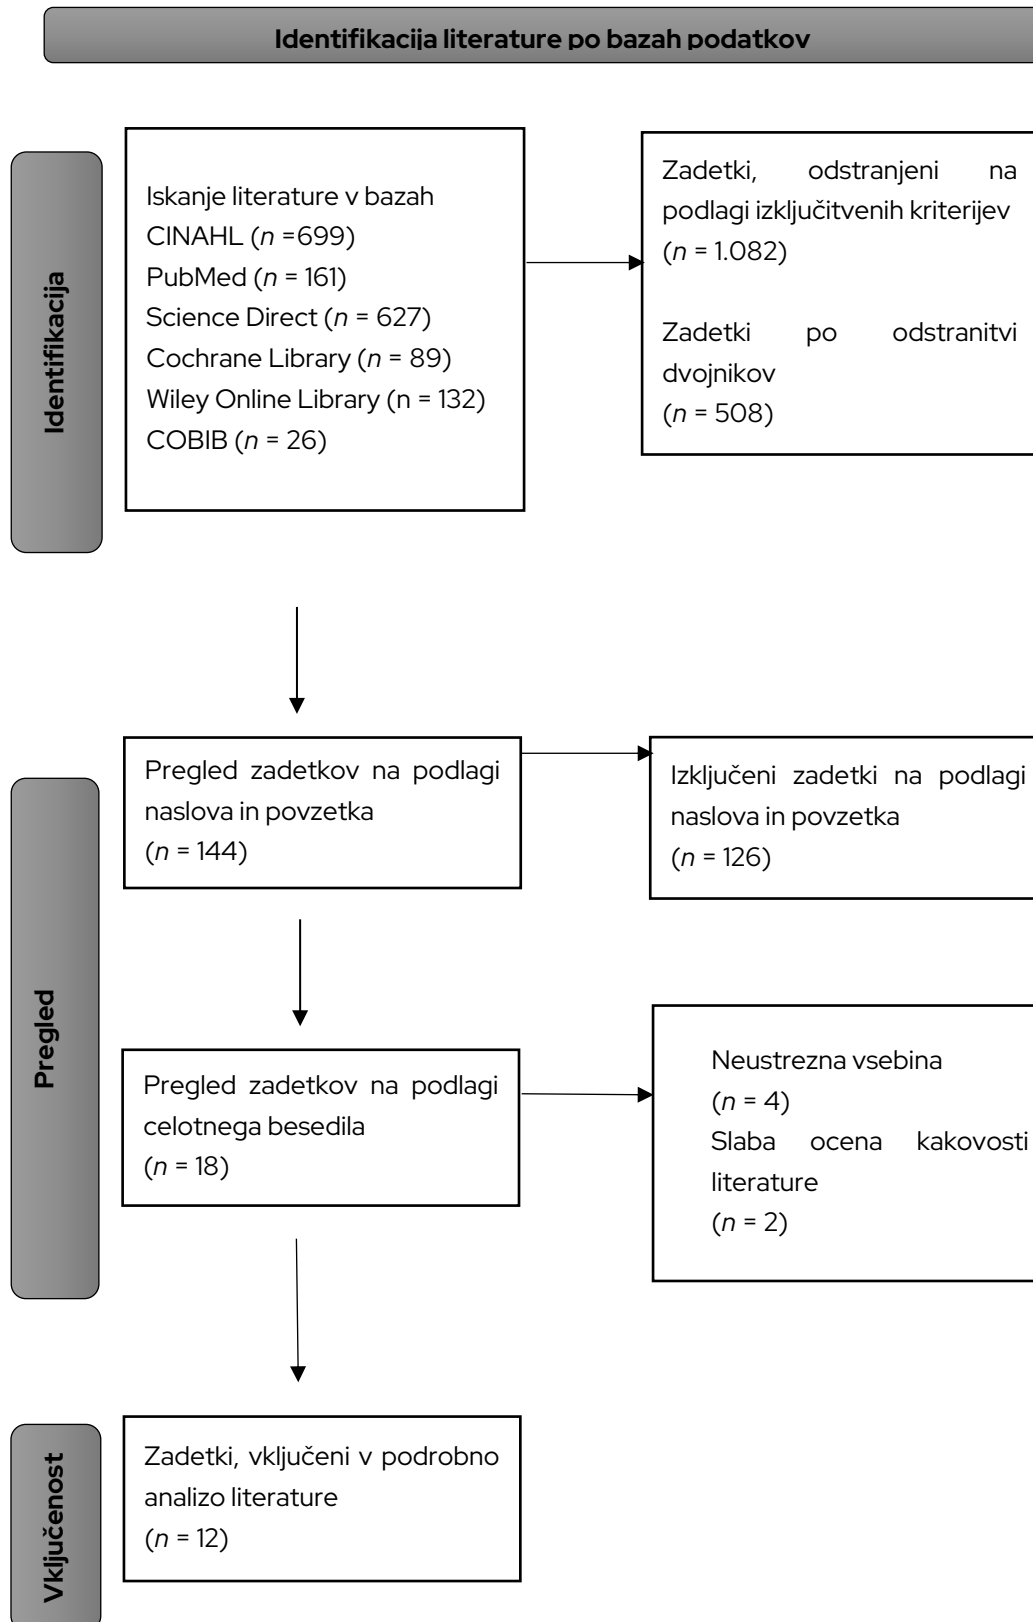 Identifikacija literature po bazah podatkov
Identifikacija
Iskanje literature v bazah
CINAHL (n =699)
PubMed (n = 161)
Science Direct (n = 627)
Cochrane Library (n = 89)
Wiley Online Library (n = 132)
COBIB (n = 26)
Zadetki, odstranjeni na
podlagi izključitvenih kriterijev
(n = 1.082)
Zadetki po odstranitvi
dvojnikov
(n = 508)
Pregled
Pregled zadetkov na podlagi
naslova in povzetka
(n = 144)
Izključeni zadetki na podlagi
naslova in povzetka
(n = 126)
Pregled zadetkov na podlagi
celotnega besedila
(n = 18)
Neustrezna vsebina
(n = 4)
Slaba ocena kakovosti
literature
(n = 2)
Vključenost
Zadetki, vključeni v podrobno
analizo literature
(n = 12)